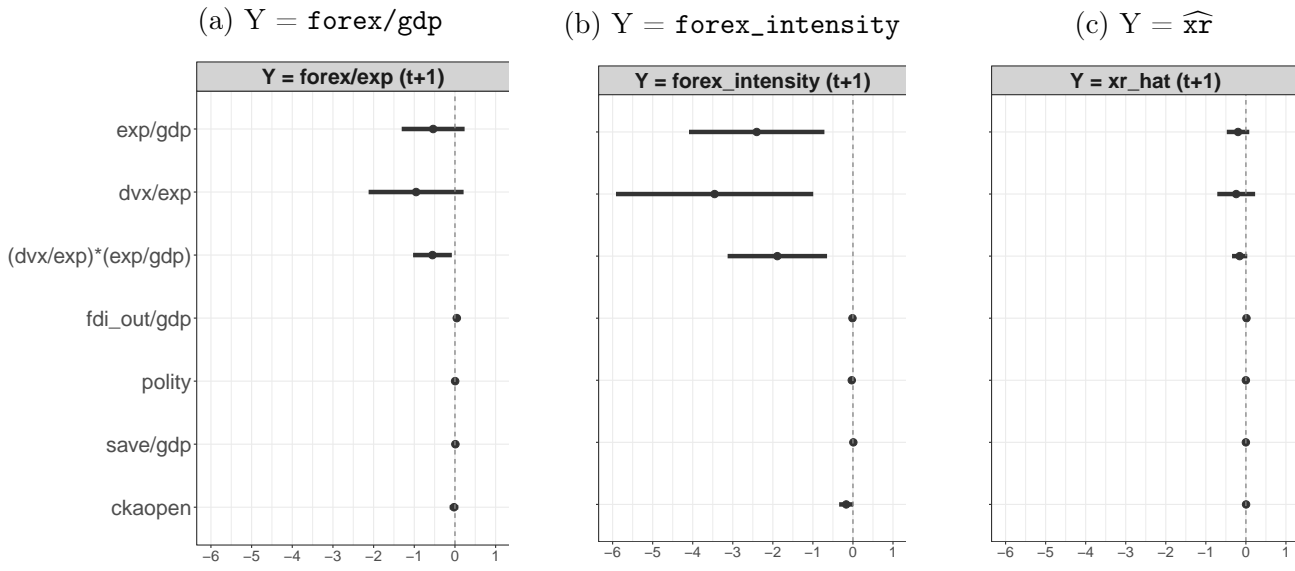 (a) Y = forex/gdp
(b) Y = forex_intensity
(c) Y = x̂r
Y = forex/exp (t+1)
Y = forex_intensity (t+1)
Y = xr_hat (t+1)
exp/gdp
dvx/exp
(dvx/exp)*(exp/gdp)
fdi_out/gdp
polity
save/gdp
ckaopen
−6 −5 −4 −3 −2 −1 0 1
−6 −5 −4 −3 −2 −1 0 1
−6 −5 −4 −3 −2 −1 0 1